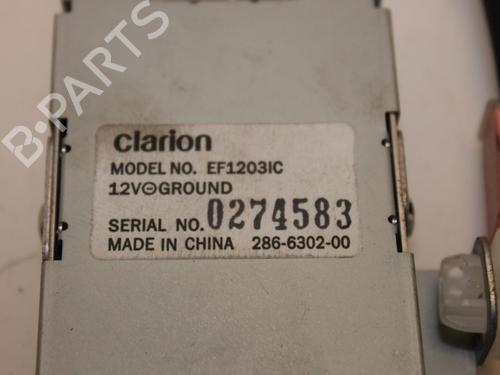 B-PARTS
clarion
MODEL NO. EF1203IC
12V⊖GROUND
SERIAL NO. 0274583
MADE IN CHINA 286-6302-00